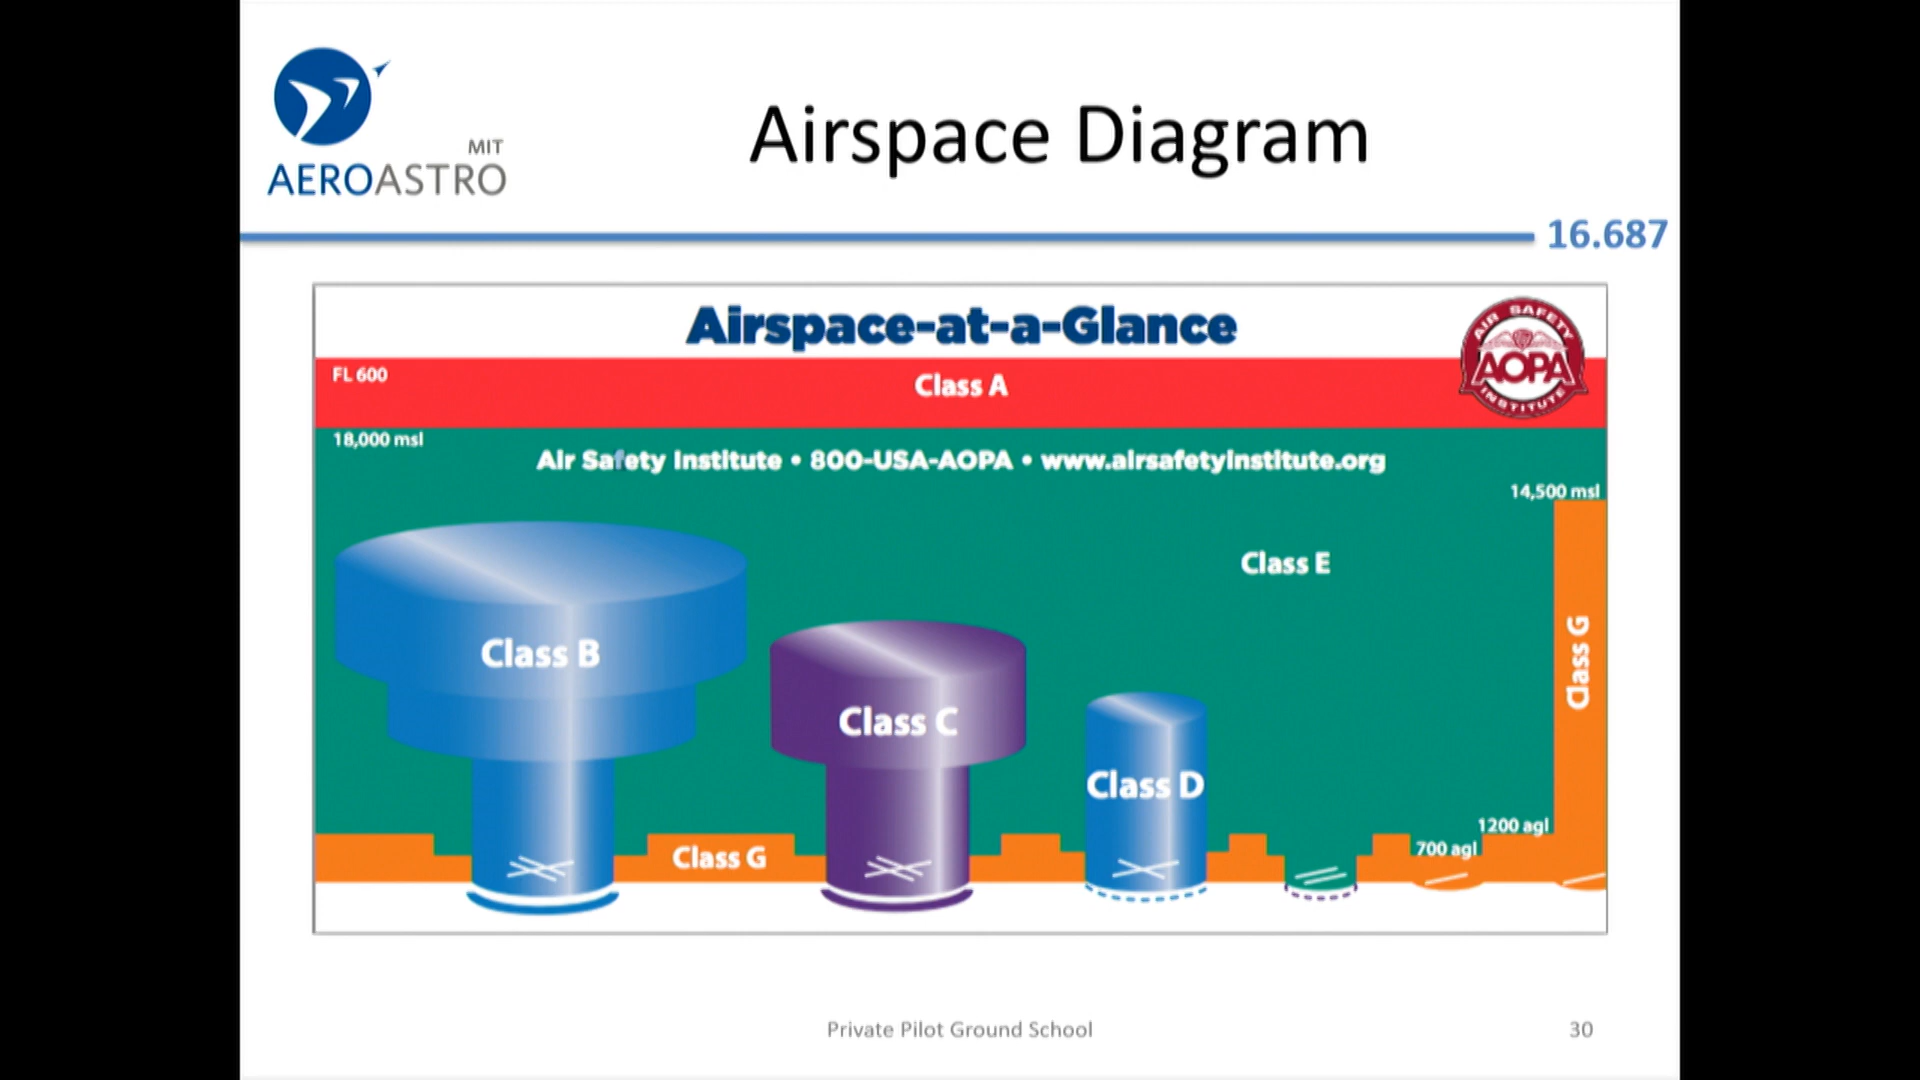 MIT
AEROASTRO
Airspace Diagram
16.687
Airspace-at-a-Glance
AIR SAFETY
AOPA
INSTITUTE
FL 600
Class A
18,000 msl
Air Safety Institute • 800-USA-AOPA • www.airsafetyinstitute.org
14,500 msl
Class E
Class B
Class G
Class C
Class D
1200 agl
700 agl
Class G
Private Pilot Ground School
30